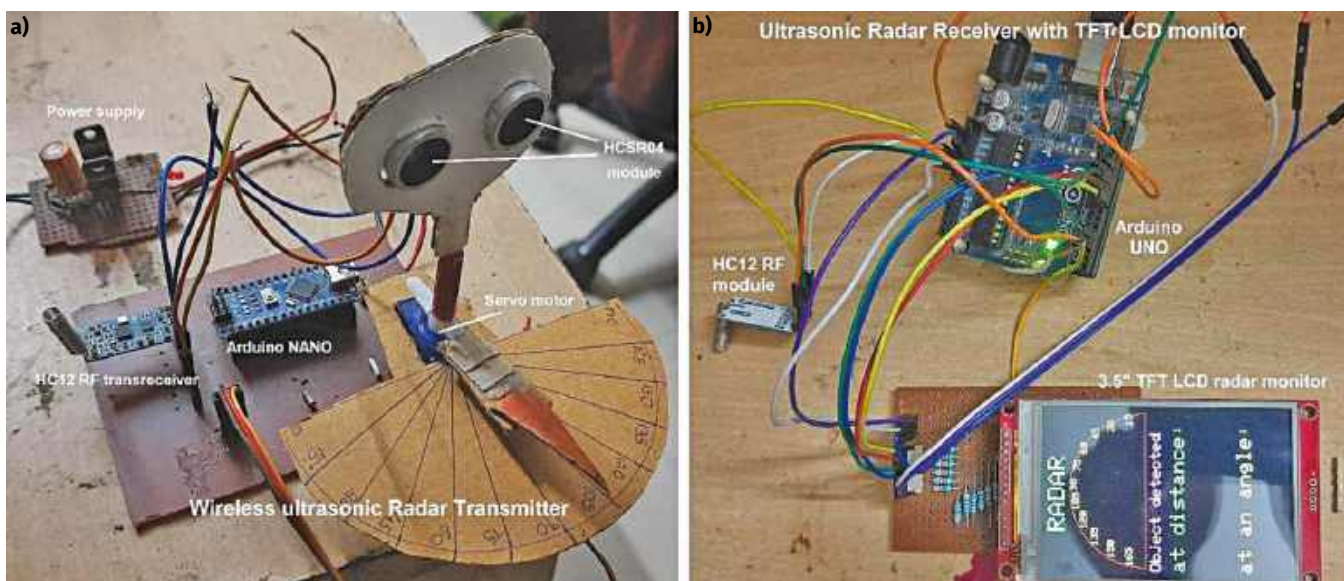 a)
Power supply
HCSR04
module
Servo motor
Arduino NANO
HC12 RF transreceiver
Wireless ultrasonic Radar Transmitter
b)
Ultrasonic Radar Receiver with TFT LCD monitor
Arduino
UNO
HC12 RF
module
3.5" TFT LCD radar monitor
RADAR
Object detected
at distance:
at an angle: